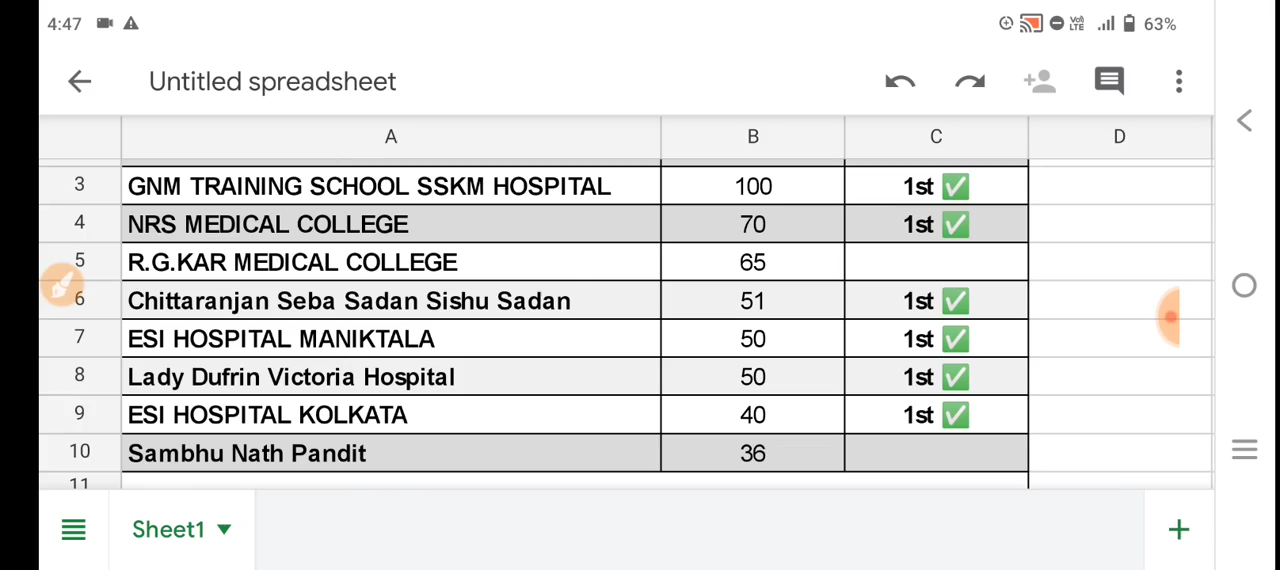 4:47 Vo) LTE 63%
Untitled spreadsheet
A B C D
3 GNM TRAINING SCHOOL SSKM HOSPITAL 100 1st ✅
4 NRS MEDICAL COLLEGE 70 1st ✅
5 R.G.KAR MEDICAL COLLEGE 65
6 Chittaranjan Seba Sadan Sishu Sadan 51 1st ✅
7 ESI HOSPITAL MANIKTALA 50 1st ✅
8 Lady Dufrin Victoria Hospital 50 1st ✅
9 ESI HOSPITAL KOLKATA 40 1st ✅
10 Sambhu Nath Pandit 36
11
Sheet1